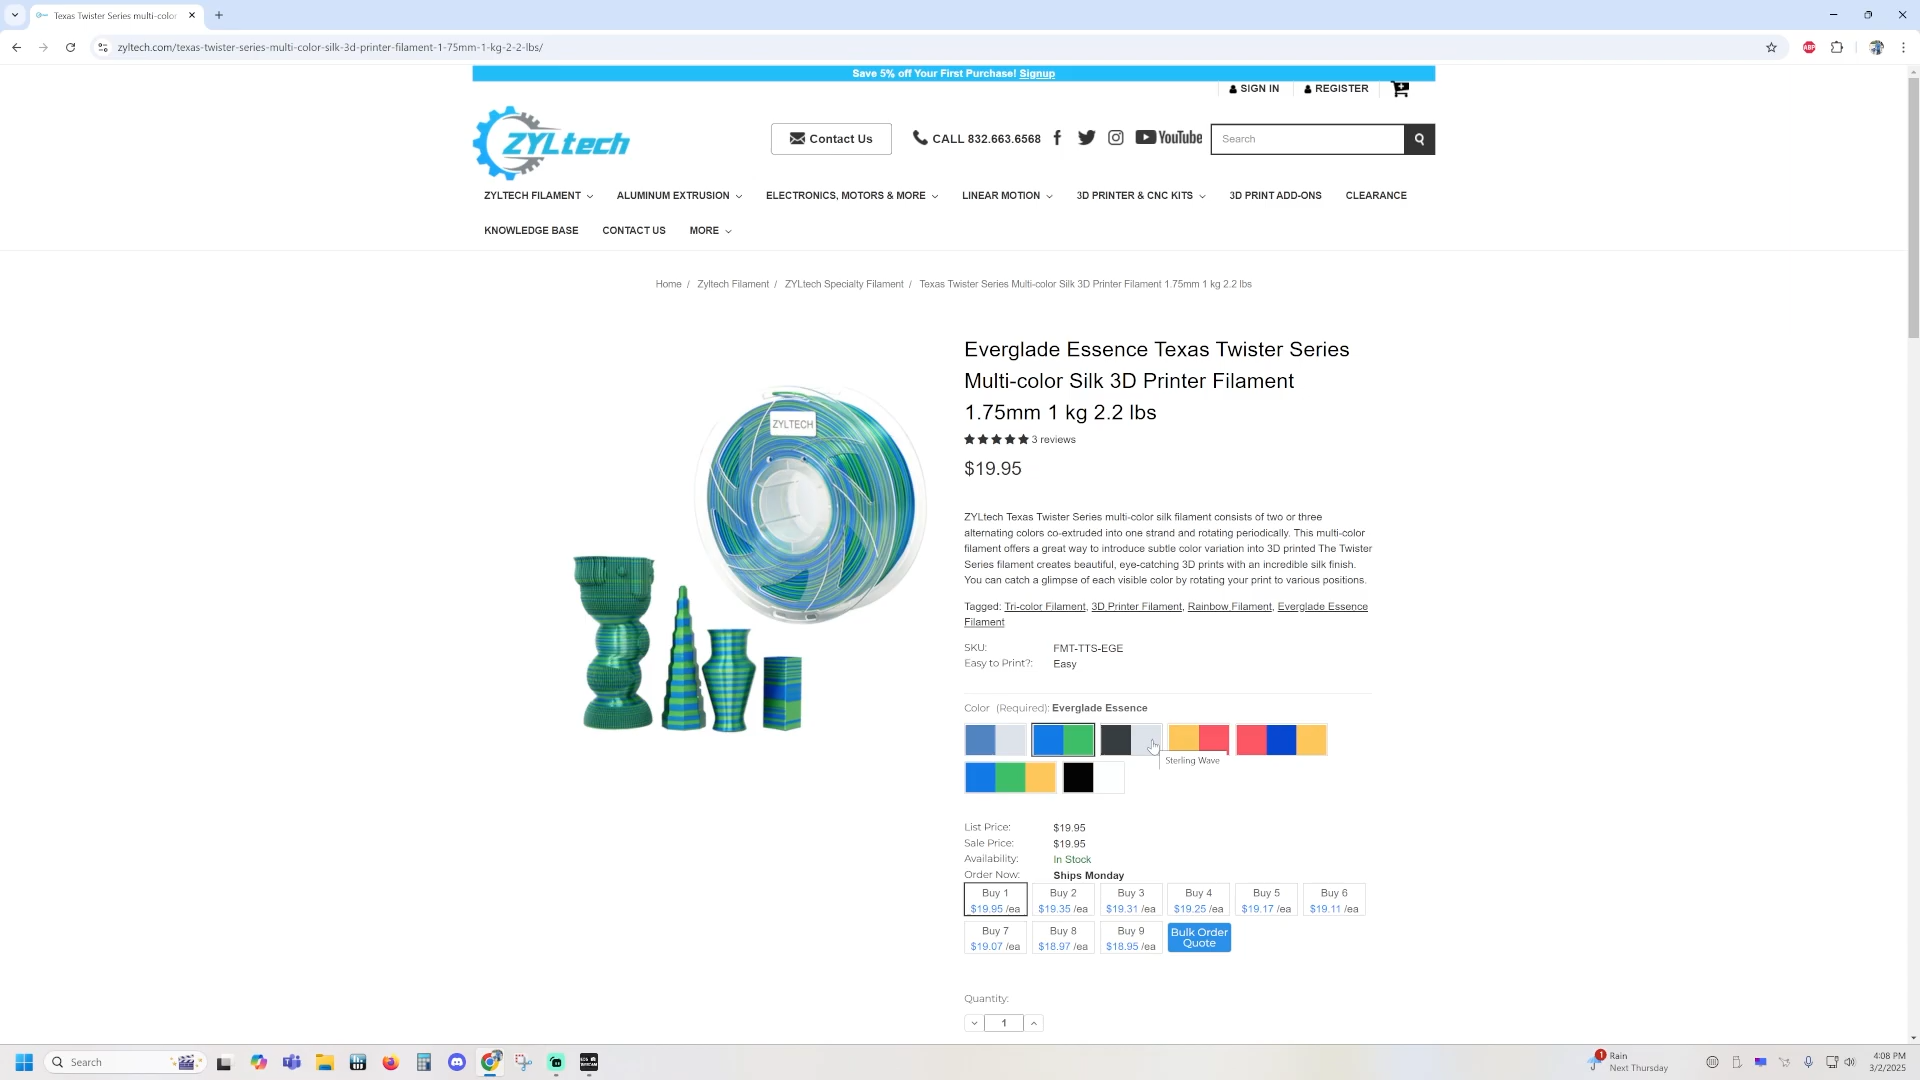 Texas Twister Series multi-color
zyltech.com/texas-twister-series-multi-color-silk-3d-printer-filament-1-75mm-1-kg-2-2-lbs/
ABP
Save 5% off Your First Purchase! Signup
SIGN IN
REGISTER
ZYLtech
Contact Us
CALL 832.663.6568
YouTube
Search
ZYLTECH FILAMENT
ALUMINUM EXTRUSION
ELECTRONICS, MOTORS & MORE
LINEAR MOTION
3D PRINTER & CNC KITS
3D PRINT ADD-ONS
CLEARANCE
KNOWLEDGE BASE
CONTACT US
MORE
Home / Zyltech Filament / ZYLtech Specialty Filament / Texas Twister Series Multi-color Silk 3D Printer Filament 1.75mm 1 kg 2.2 lbs
ZYLTECH
Everglade Essence Texas Twister Series
Multi-color Silk 3D Printer Filament
1.75mm 1 kg 2.2 lbs
3 reviews
$19.95
ZYLtech Texas Twister Series multi-color silk filament consists of two or three
alternating colors co-extruded into one strand and rotating periodically. This multi-color
filament offers a great way to introduce subtle color variation into 3D printed The Twister
Series filament creates beautiful, eye-catching 3D prints with an incredible silk finish.
You can catch a glimpse of each visible color by rotating your print to various positions.
Tagged: Tri-color Filament, 3D Printer Filament, Rainbow Filament, Everglade Essence
Filament
SKU: FMT-TTS-EGE
Easy to Print?: Easy
Color (Required): Everglade Essence
Sterling Wave
List Price: $19.95
Sale Price: $19.95
Availability: In Stock
Order Now: Ships Monday
Buy 1 Buy 2 Buy 3 Buy 4 Buy 5 Buy 6
$19.95 /ea $19.35 /ea $19.31 /ea $19.25 /ea $19.17 /ea $19.11 /ea
Buy 7 Buy 8 Buy 9 Bulk Order
$19.07 /ea $18.97 /ea $18.95 /ea Quote
Quantity:
1
Search
1
Rain
Next Thursday
4:08 PM
3/2/2025